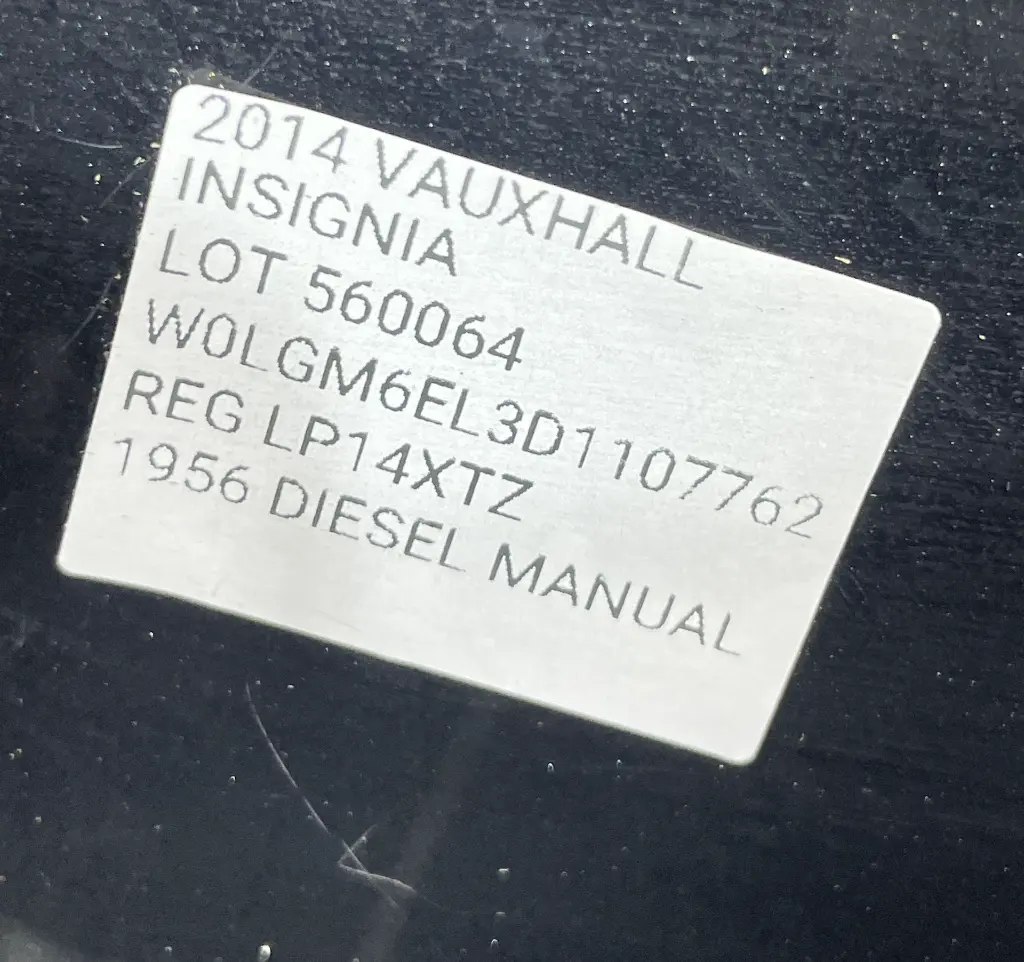 2014 VAUXHALL
INSIGNIA
LOT 560064
W0LGM6EL3D1107762
REG LP14XTZ
1956 DIESEL MANUAL